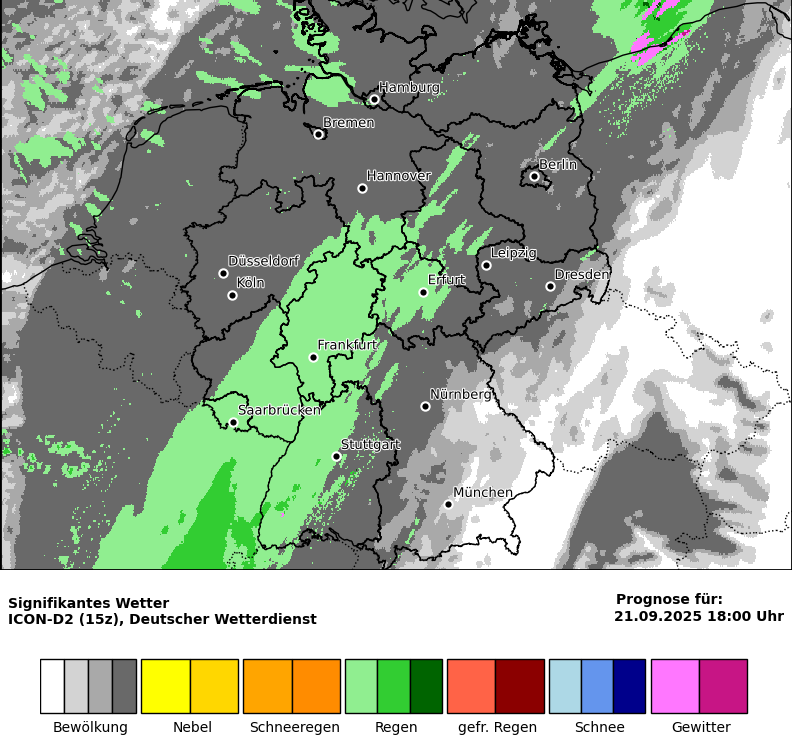 Hamburg
Bremen
Berlin
Hannover
Leipzig
Düsseldorf
Dresden
Köln
Erfurt
Frankfurt
Nürnberg
Saarbrücken
Stuttgart
München
Signifikantes Wetter
ICON-D2 (15z), Deutscher Wetterdienst
Prognose für:
21.09.2025 18:00 Uhr
Bewölkung
Nebel
Schneeregen
Regen
gefr. Regen
Schnee
Gewitter